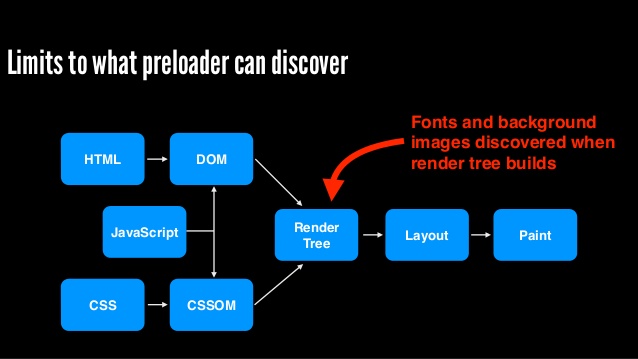 Limits to what preloader can discover
Fonts and background
images discovered when
render tree builds
HTML
DOM
JavaScript
Render
Tree
Layout
Paint
CSS
CSSOM